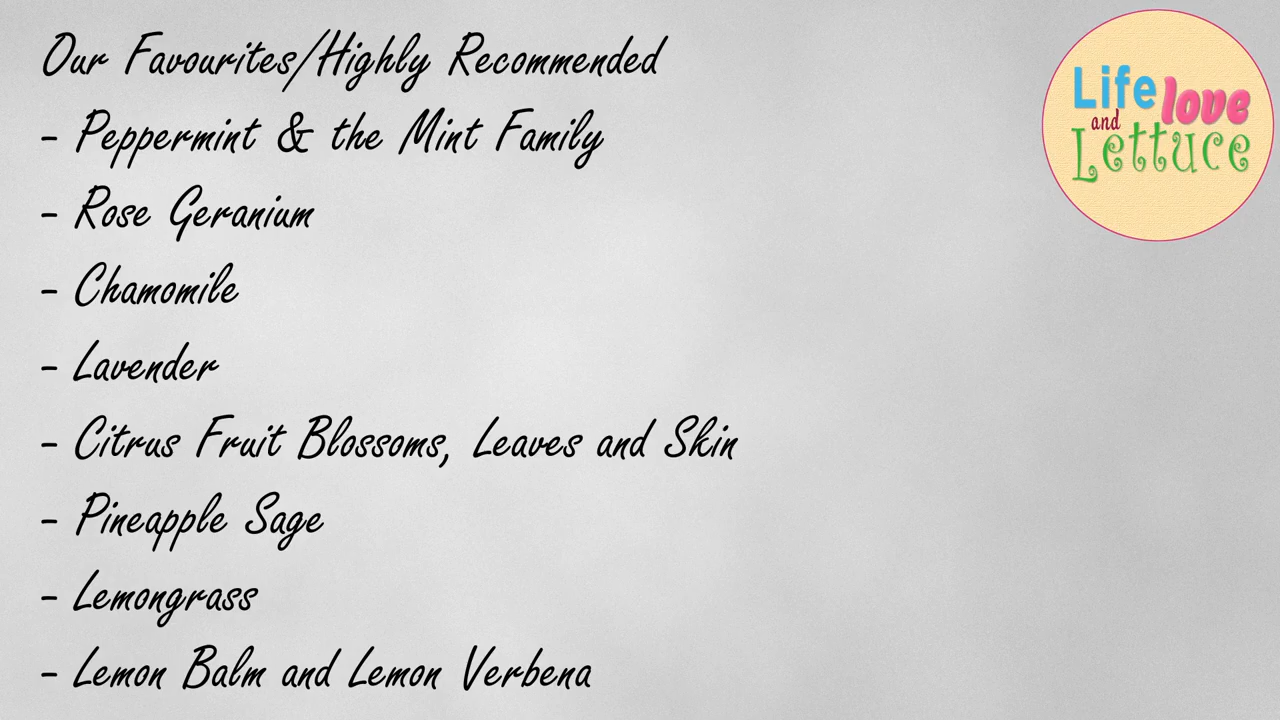 Our Favourites/Highly Recommended
- Peppermint & the Mint Family
- Rose Geranium
- Chamomile
- Lavender
- Citrus Fruit Blossoms, Leaves and Skin
- Pineapple Sage
- Lemongrass
- Lemon Balm and Lemon Verbena
Life love
and
Lettuce